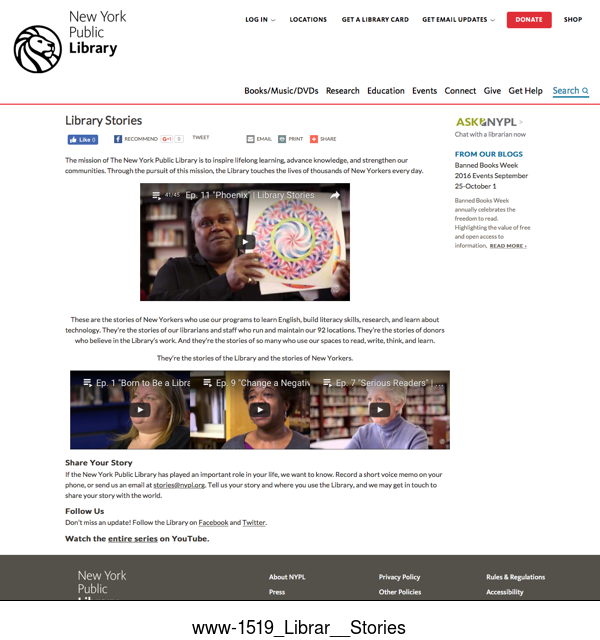 New York
Public
Library
LOG IN
LOCATIONS
GET A LIBRARY CARD
GET EMAIL UPDATES
DONATE
SHOP
Books/Music/DVDs Research Education Events Connect Give Get Help Search
Library Stories
Like 0
RECOMMEND
G+1 0
TWEET
EMAIL
PRINT
SHARE
The mission of The New York Public Library is to inspire lifelong learning, advance knowledge, and strengthen our
communities. Through the pursuit of this mission, the Library touches the lives of thousands of New Yorkers every day.
41/45 Ep. 11 "Phoenix" | Library Stories
These are the stories of New Yorkers who use our programs to learn English, build literacy skills, research, and learn about
technology. They're the stories of our librarians and staff who run and maintain our 92 locations. They're the stories of donors
who believe in the Library's work. And they're the stories of so many who use our spaces to read, write, think, and learn.
They're the stories of the Library and the stories of New Yorkers.
Ep. 1 "Born to Be a Libra
Ep. 9 "Change a Negativ
Ep. 7 "Serious Readers" | ...
Share Your Story
If the New York Public Library has played an important role in your life, we want to know. Record a short voice memo on your
phone, or send us an email at stories@nypl.org. Tell us your story and where you use the Library, and we may get in touch to
share your story with the world.
Follow Us
Don't miss an update! Follow the Library on Facebook and Twitter.
Watch the entire series on YouTube.
ASK NYPL >
Chat with a librarian now
FROM OUR BLOGS
Banned Books Week
2016 Events September
25-October 1
Banned Books Week
annually celebrates the
freedom to read.
Highlighting the value of free
and open access to
information. READ MORE ›
New York
Public
Library
About NYPL
Privacy Policy
Rules & Regulations
Press
Other Policies
Accessibility
www-1519_Librar__Stories